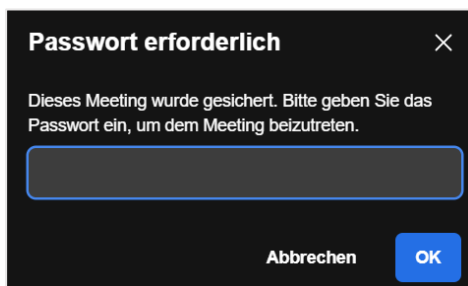 Passwort erforderlich
Dieses Meeting wurde gesichert. Bitte geben Sie das
Passwort ein, um dem Meeting beizutreten.
Abbrechen OK